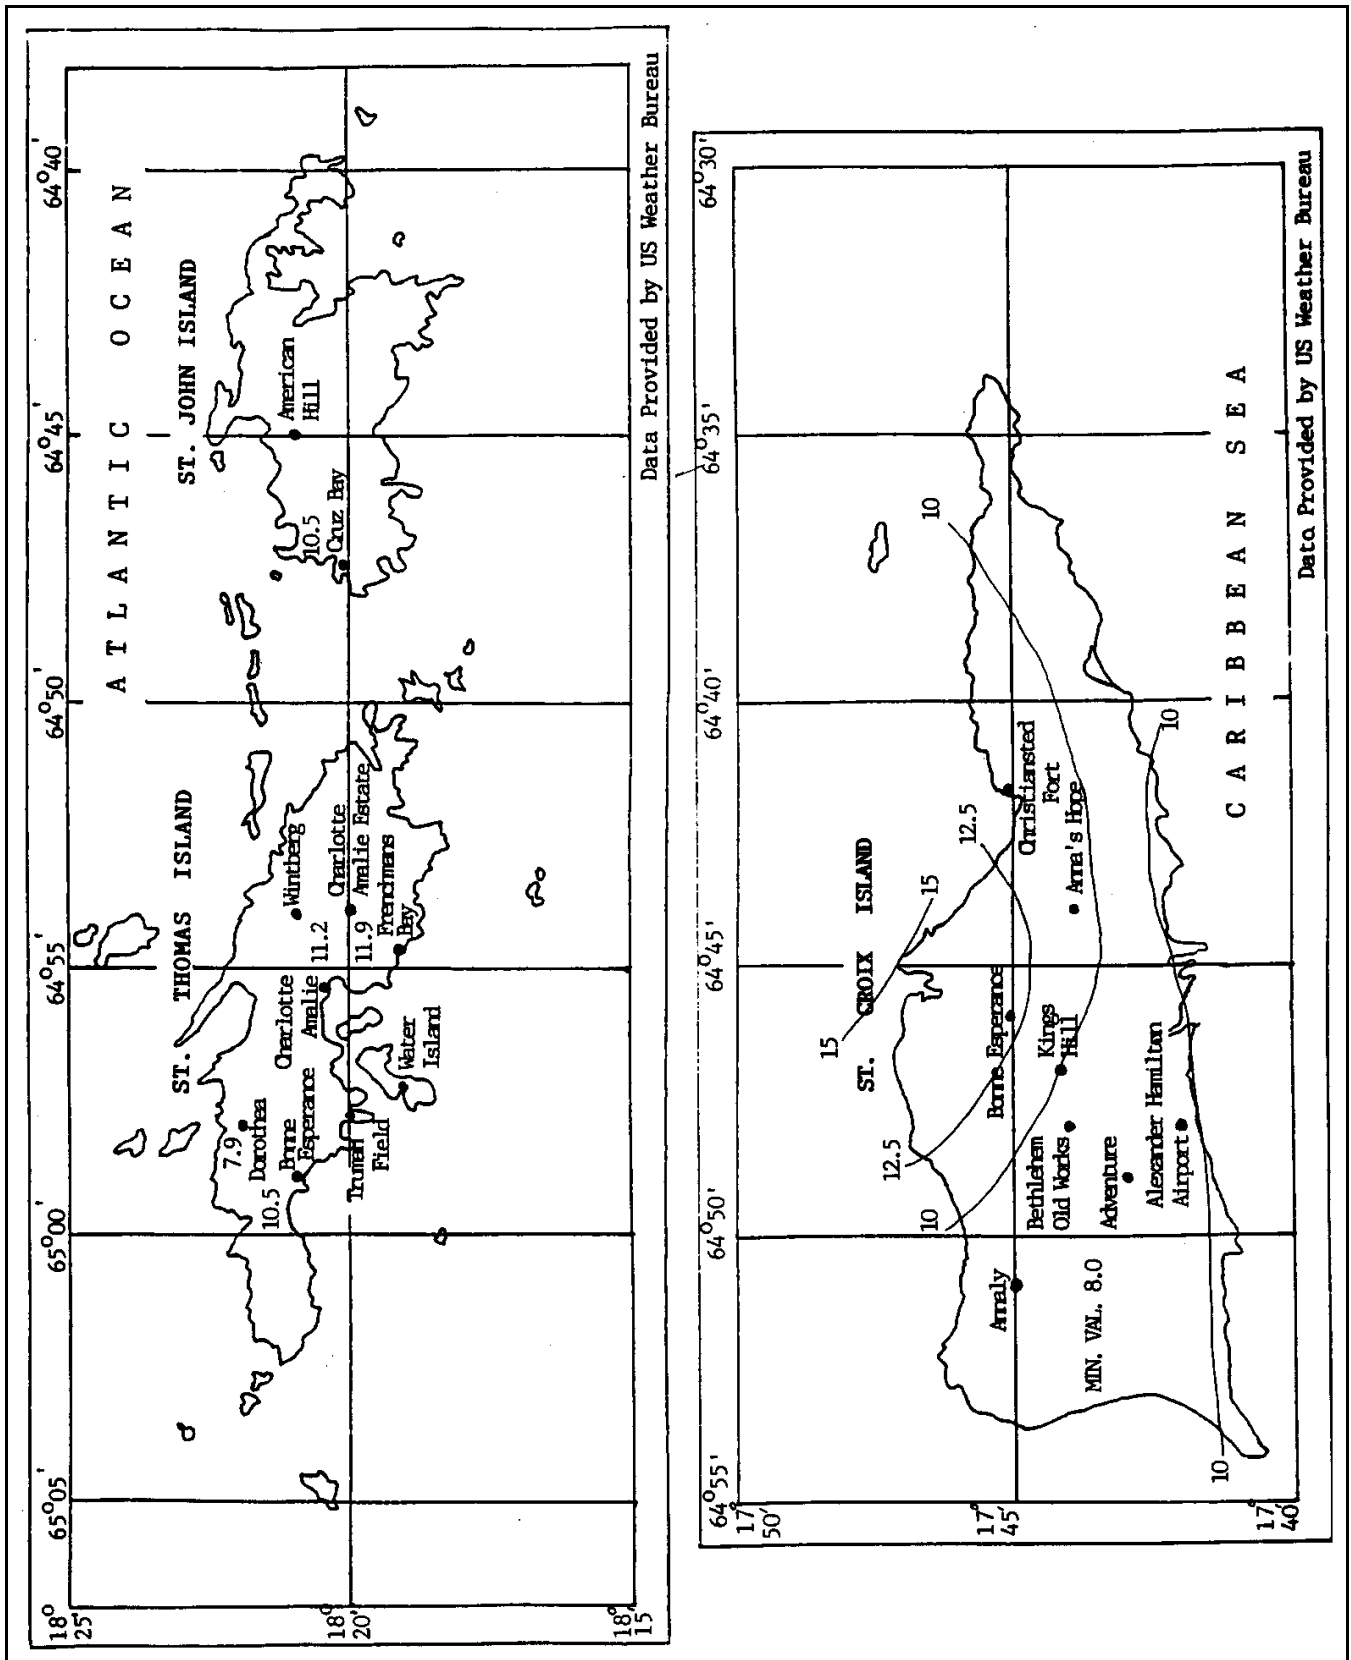 65°05'
65°00'
64°55'
64°50'
64°45'
64°40'
18°
25'
18°
20'
18°
15'
ATLANTIC OCEAN
ST. THOMAS ISLAND
ST. JOHN ISLAND
7.9
Dorothea
10.5
Bonne
Esperance
Charlotte
Amalie
11.2
Wintberg
Charlotte
Amalie Estate
11.9
Frenchmans
Bay
Truman
Field
Water
Island
10.5
Cruz Bay
American
Hill
Data Provided by US Weather Bureau
64°55'
64°50'
64°45'
64°40'
64°35'
64°30'
17°
50'
17°
45'
17°
40'
ST. CROIX ISLAND
15
15
12.5
12.5
10
10
Annaly
Bonne Esperance
Christiansted
Fort
Anna's Hope
Kings
Hill
Bethlehem
Old Works
Adventure
Alexander Hamilton
Airport
MIN. VAL. 8.0
10
10
CARIBBEAN SEA
Data Provided by US Weather Bureau